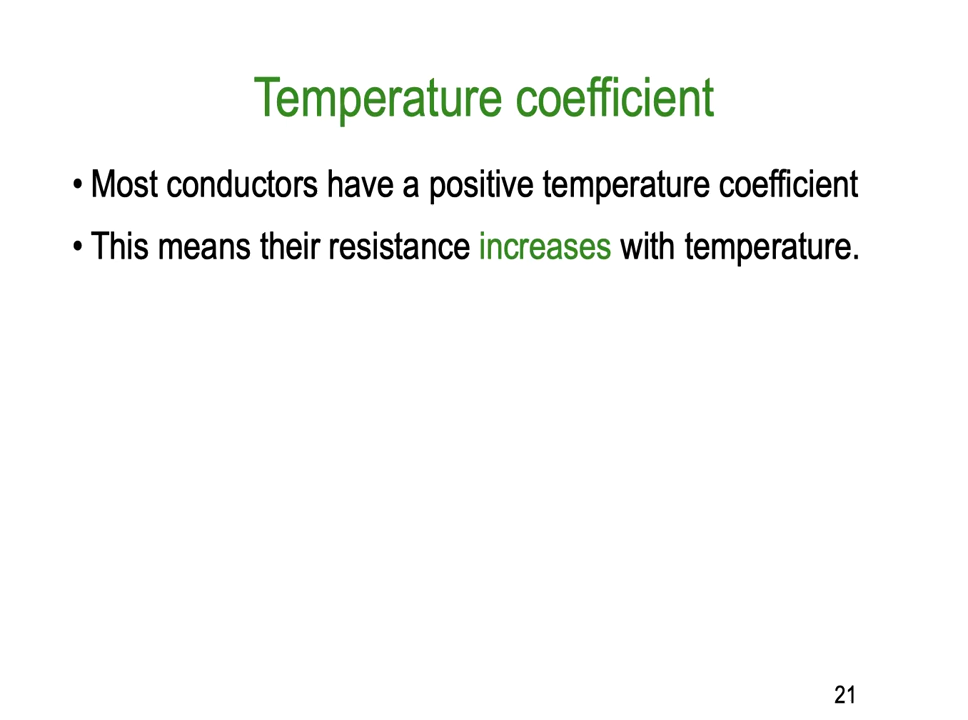 Temperature coefficient
• Most conductors have a positive temperature coefficient
• This means their resistance increases with temperature.
21